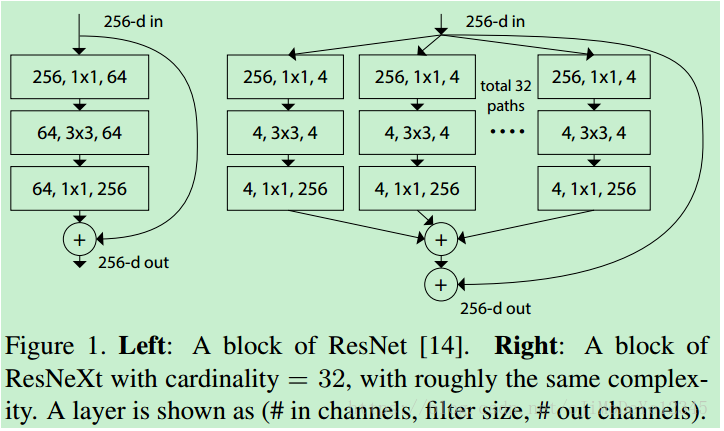 256-d in
256, 1x1, 64
64, 3x3, 64
64, 1x1, 256
+
256-d out
256-d in
256, 1x1, 4
256, 1x1, 4
total 32
paths
....
256, 1x1, 4
4, 3x3, 4
4, 3x3, 4
4, 3x3, 4
4, 1x1, 256
4, 1x1, 256
4, 1x1, 256
+
+
256-d out
Figure 1. Left: A block of ResNet [14]. Right: A block of
ResNeXt with cardinality = 32, with roughly the same complex-
ity. A layer is shown as (# in channels, filter size, # out channels).